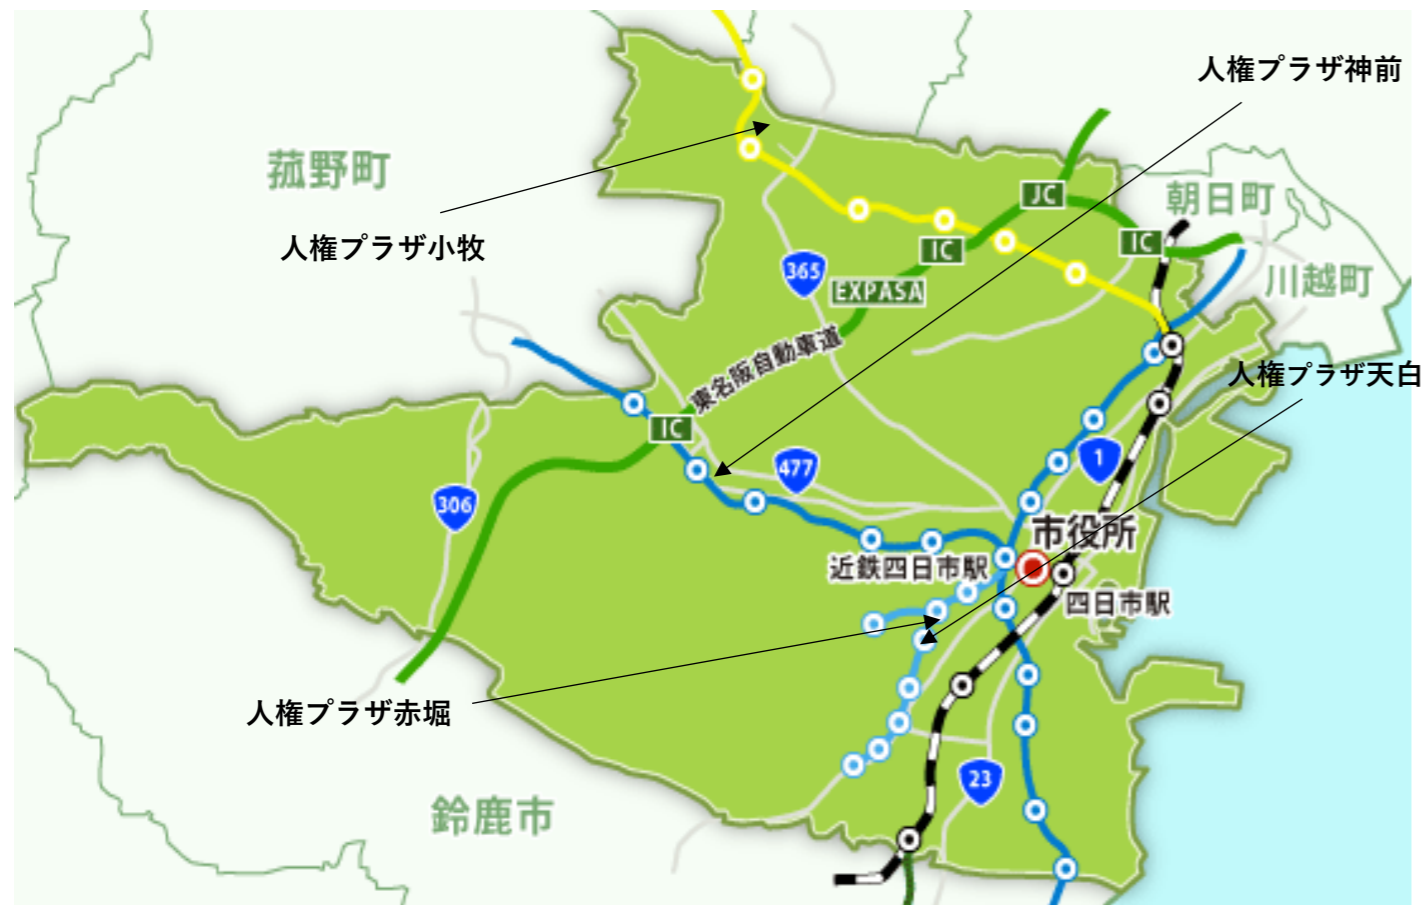 人権プラザ神前
JC
菰野町
朝日町
人権プラザ小牧
IC
IC
365
EXPASA
川越町
東名阪自動車道
人権プラザ天白
IC
477
1
306
市役所
近鉄四日市駅
四日市駅
人権プラザ赤堀
23
鈴鹿市